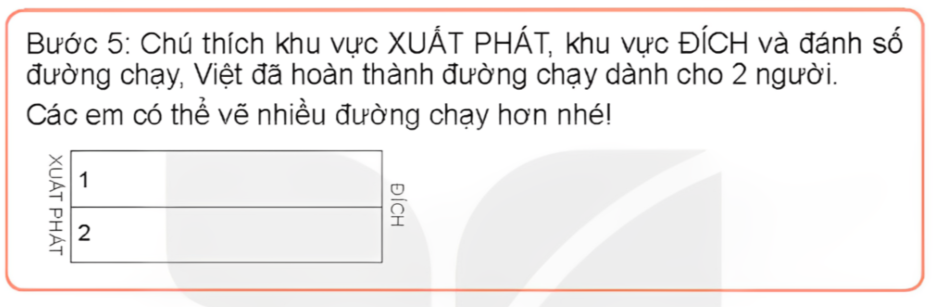 Bước 5: Chú thích khu vực XUẤT PHÁT, khu vực ĐÍCH và đánh số
đường chạy, Việt đã hoàn thành đường chạy dành cho 2 người.
Các em có thể vẽ nhiều đường chạy hơn nhé!
XUẤT PHÁT
1
2
ĐÍCH